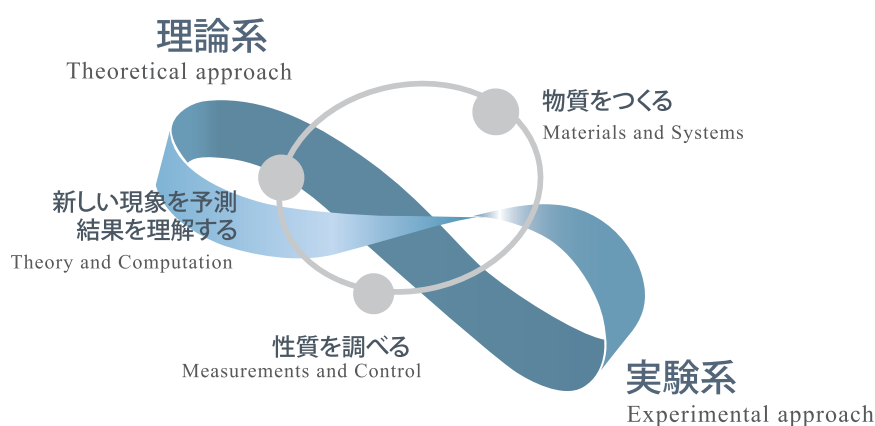 理論系
Theoretical approach
物質をつくる
Materials and Systems
新しい現象を予測
結果を理解する
Theory and Computation
性質を調べる
Measurements and Control
実験系
Experimental approach